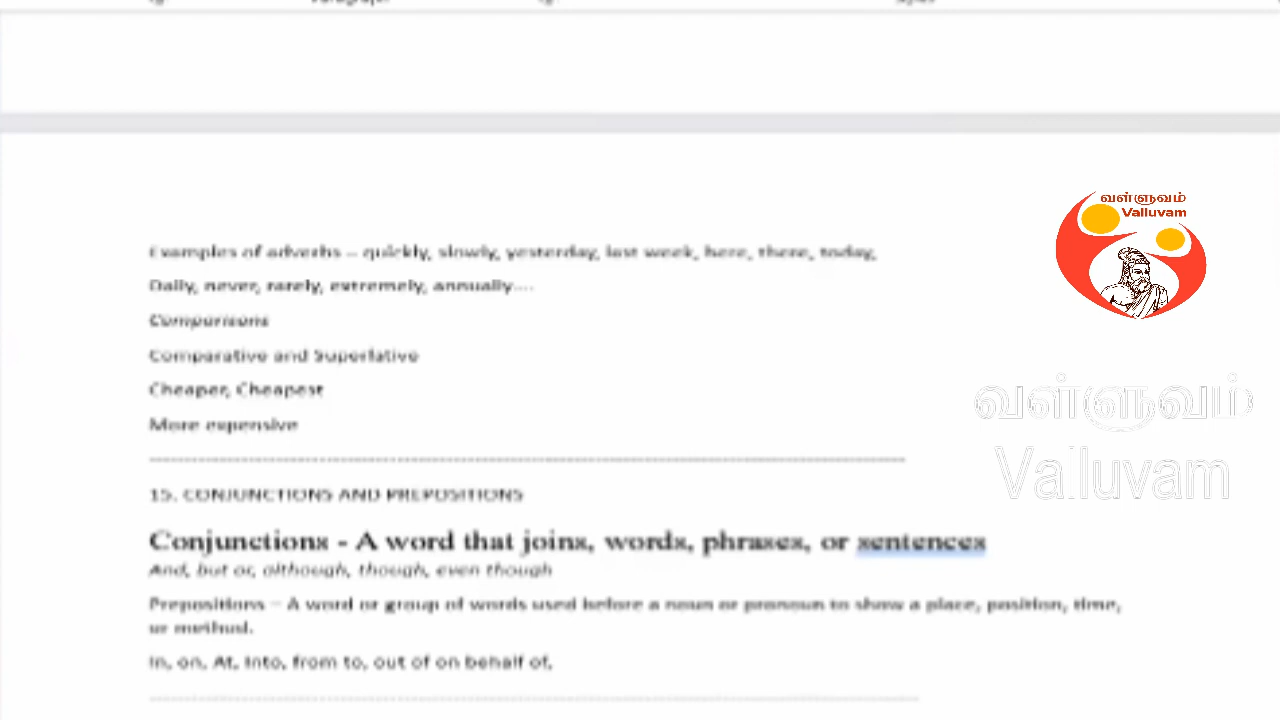 வள்ளுவம்
Valluvam
Examples of adverbs – quickly, slowly, yesterday, last week, here, there, today,
Daily, never, rarely, extremely, annually....
Comparisons
Comparative and Superlative
Cheaper, Cheapest
More expensive
வள்ளுவம்
Valluvam
15. CONJUNCTIONS AND PREPOSITIONS
Conjunctions - A word that joins, words, phrases, or sentences
And, but or, although, though, even though
Prepositions – A word or group of words used before a noun or pronoun to show a place, position, time,
or method.
In, on, At, Into, from to, out of on behalf of,